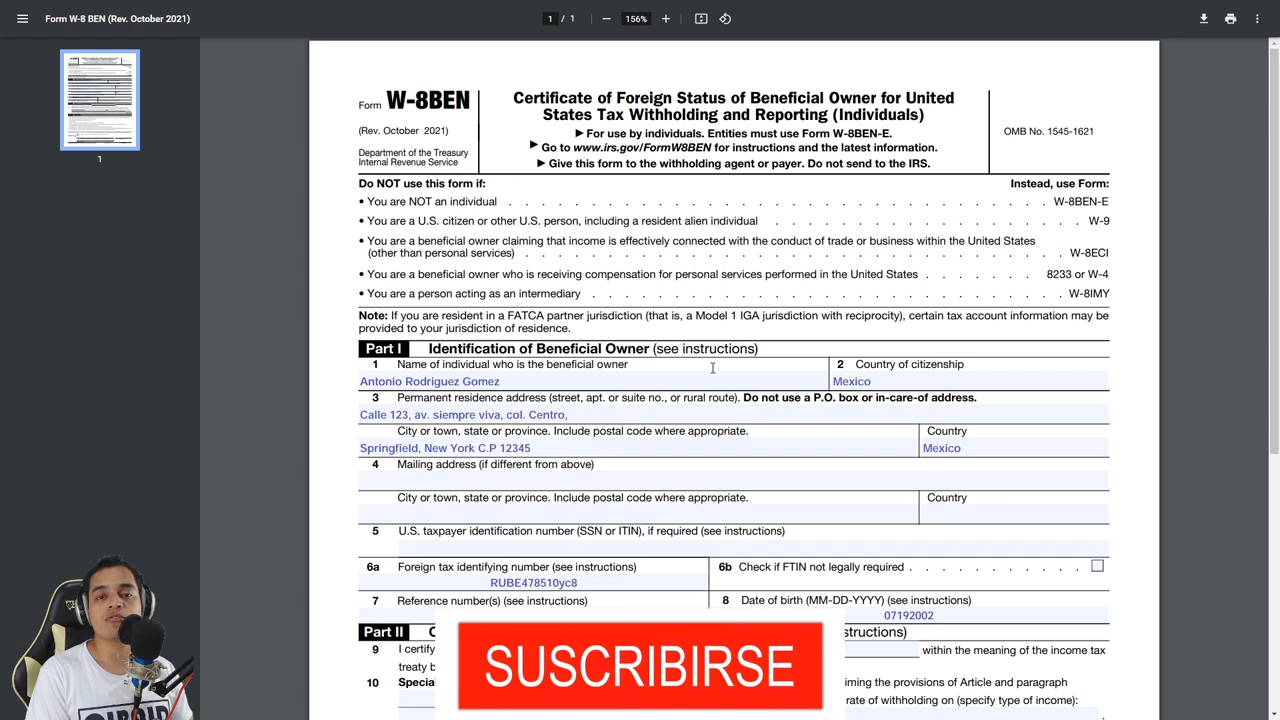 Form W-8 BEN (Rev. October 2021)
1 / 1
156%
1
Form W-8BEN
(Rev. October 2021)
Department of the Treasury
Internal Revenue Service
Certificate of Foreign Status of Beneficial Owner for United
States Tax Withholding and Reporting (Individuals)
▶ For use by individuals. Entities must use Form W-8BEN-E.
▶ Go to www.irs.gov/FormW8BEN for instructions and the latest information.
▶ Give this form to the withholding agent or payer. Do not send to the IRS.
OMB No. 1545-1621
Do NOT use this form if: Instead, use Form:
• You are NOT an individual . . . . . . . . . . . . . . . . . . . W-8BEN-E
• You are a U.S. citizen or other U.S. person, including a resident alien individual . . . . . . . . . . W-9
• You are a beneficial owner claiming that income is effectively connected with the conduct of trade or business within the United States
(other than personal services) . . . . . . . . . . . . . . . . . . W-8ECI
• You are a beneficial owner who is receiving compensation for personal services performed in the United States . . . . . . 8233 or W-4
• You are a person acting as an intermediary . . . . . . . . . . . . . . . . W-8IMY
Note: If you are resident in a FATCA partner jurisdiction (that is, a Model 1 IGA jurisdiction with reciprocity), certain tax account information may be
provided to your jurisdiction of residence.
Part I Identification of Beneficial Owner (see instructions)
1 Name of individual who is the beneficial owner
Antonio Rodriguez Gomez
2 Country of citizenship
Mexico
3 Permanent residence address (street, apt. or suite no., or rural route). Do not use a P.O. box or in-care-of address.
Calle 123, av. siempre viva, col. Centro,
City or town, state or province. Include postal code where appropriate. Country
Springfield, New York C.P 12345 Mexico
4 Mailing address (if different from above)
City or town, state or province. Include postal code where appropriate. Country
5 U.S. taxpayer identification number (SSN or ITIN), if required (see instructions)
6a Foreign tax identifying number (see instructions)
RUBE478510yc8
6b Check if FTIN not legally required . . . . . . . . . .
7 Reference number(s) (see instructions)
8 Date of birth (MM-DD-YYYY) (see instructions)
07192002
Part II structions)
9 I certify within the meaning of the income tax
treaty b
10 Special iming the provisions of Article and paragraph
rate of withholding on (specify type of income):
SUSCRIBIRSE